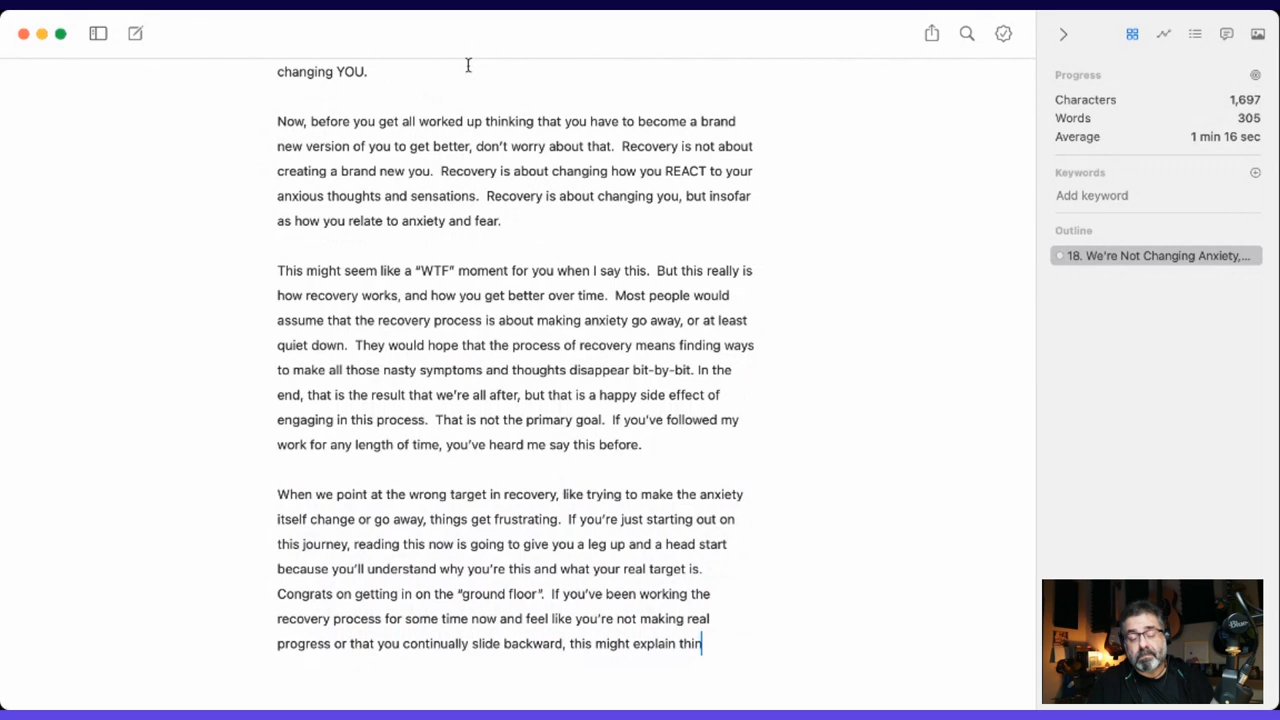 changing YOU.
Now, before you get all worked up thinking that you have to become a brand
new version of you to get better, don't worry about that.  Recovery is not about
creating a brand new you.  Recovery is about changing how you REACT to your
anxious thoughts and sensations.  Recovery is about changing you, but insofar
as how you relate to anxiety and fear.
This might seem like a “WTF” moment for you when I say this.  But this really is
how recovery works, and how you get better over time.  Most people would
assume that the recovery process is about making anxiety go away, or at least
quiet down.  They would hope that the process of recovery means finding ways
to make all those nasty symptoms and thoughts disappear bit-by-bit. In the
end, that is the result that we're all after, but that is a happy side effect of
engaging in this process.  That is not the primary goal.  If you've followed my
work for any length of time, you've heard me say this before.
When we point at the wrong target in recovery, like trying to make the anxiety
itself change or go away, things get frustrating.  If you're just starting out on
this journey, reading this now is going to give you a leg up and a head start
because you'll understand why you're this and what your real target is.
Congrats on getting in on the “ground floor”.  If you've been working the
recovery process for some time now and feel like you're not making real
progress or that you continually slide backward, this might explain thin
Progress
Characters 1,697
Words 305
Average 1 min 16 sec
Keywords
Add keyword
Outline
18. We're Not Changing Anxiety,...
Blue